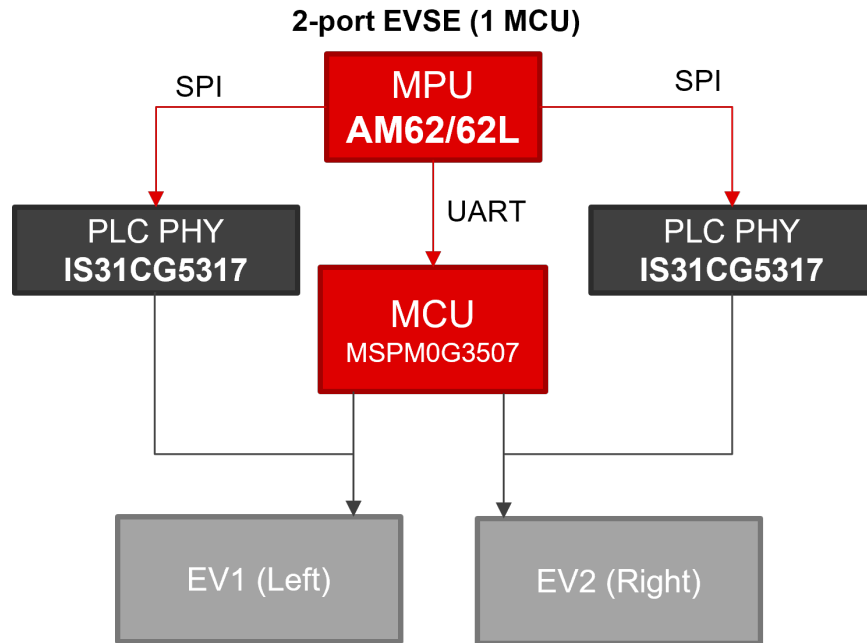 2-port EVSE (1 MCU)
SPI
MPU
AM62/62L
SPI
UART
PLC PHY
IS31CG5317
MCU
MSPM0G3507
PLC PHY
IS31CG5317
EV1 (Left)
EV2 (Right)